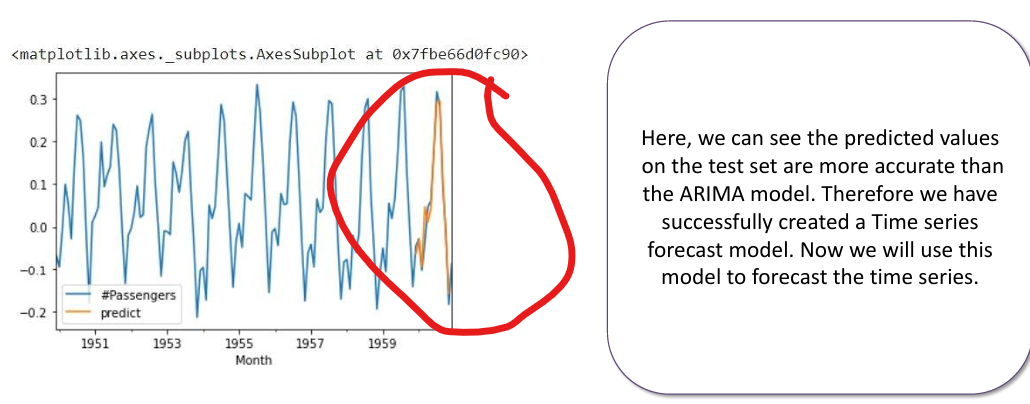 <matplotlib.axes._subplots.AxesSubplot at 0x7fbe66d0fc90>
0.3
0.2
0.1
0.0
−0.1
−0.2
#Passengers
predict
1951 1953 1955 1957 1959
Month
Here, we can see the predicted values
on the test set are more accurate than
the ARIMA model. Therefore we have
successfully created a Time series
forecast model. Now we will use this
model to forecast the time series.